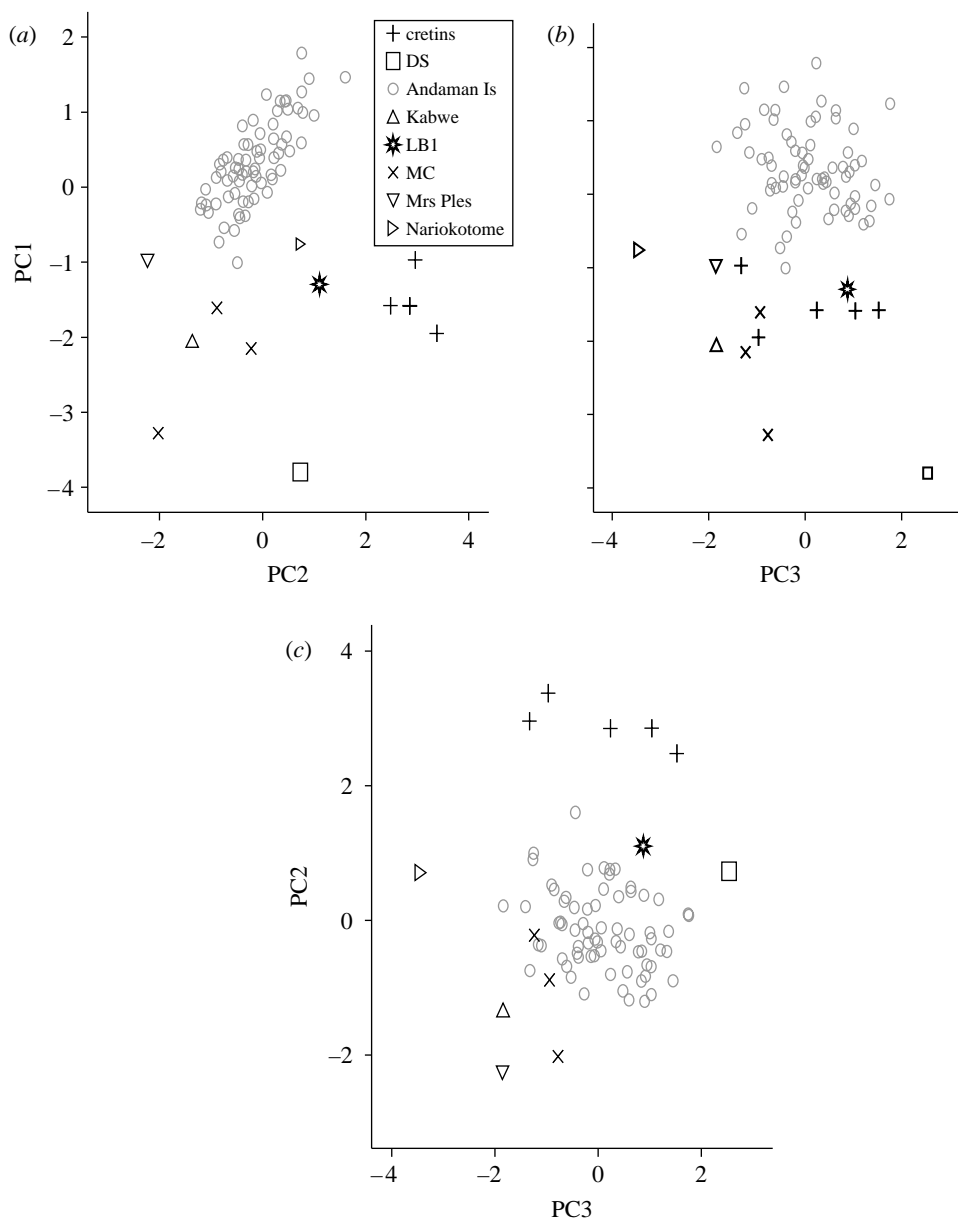 (a)
2
1
0
−1
−2
−3
−4
PC1
−2
0
2
4
PC2
cretins
DS
Andaman Is
Kabwe
LB1
MC
Mrs Ples
Nariokotome
(b)
−4
−2
0
2
PC3
(c)
4
2
0
−2
PC2
−4
−2
0
2
PC3